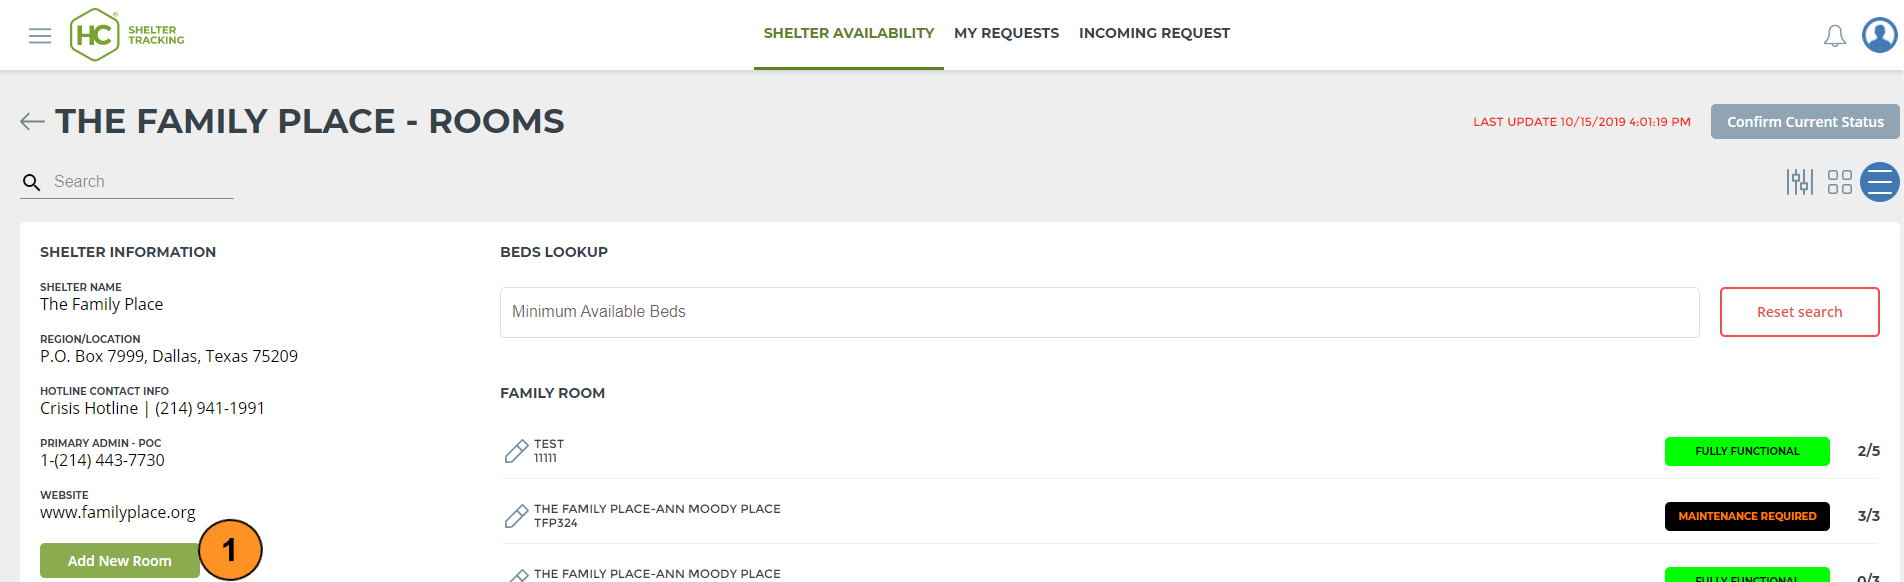 HC® SHELTER TRACKING
SHELTER AVAILABILITY
MY REQUESTS
INCOMING REQUEST
THE FAMILY PLACE - ROOMS
LAST UPDATE 10/15/2019 4:01:19 PM
Confirm Current Status
Search
SHELTER INFORMATION
SHELTER NAME
The Family Place
REGION/LOCATION
P.O. Box 7999, Dallas, Texas 75209
HOTLINE CONTACT INFO
Crisis Hotline | (214) 941-1991
PRIMARY ADMIN - POC
1-(214) 443-7730
WEBSITE
www.familyplace.org
Add New Room
1
BEDS LOOKUP
Minimum Available Beds
Reset search
FAMILY ROOM
TEST
11111
FULLY FUNCTIONAL
2/5
THE FAMILY PLACE-ANN MOODY PLACE
TFP324
MAINTENANCE REQUIRED
3/3
THE FAMILY PLACE-ANN MOODY PLACE
FULLY FUNCTIONAL
0/3